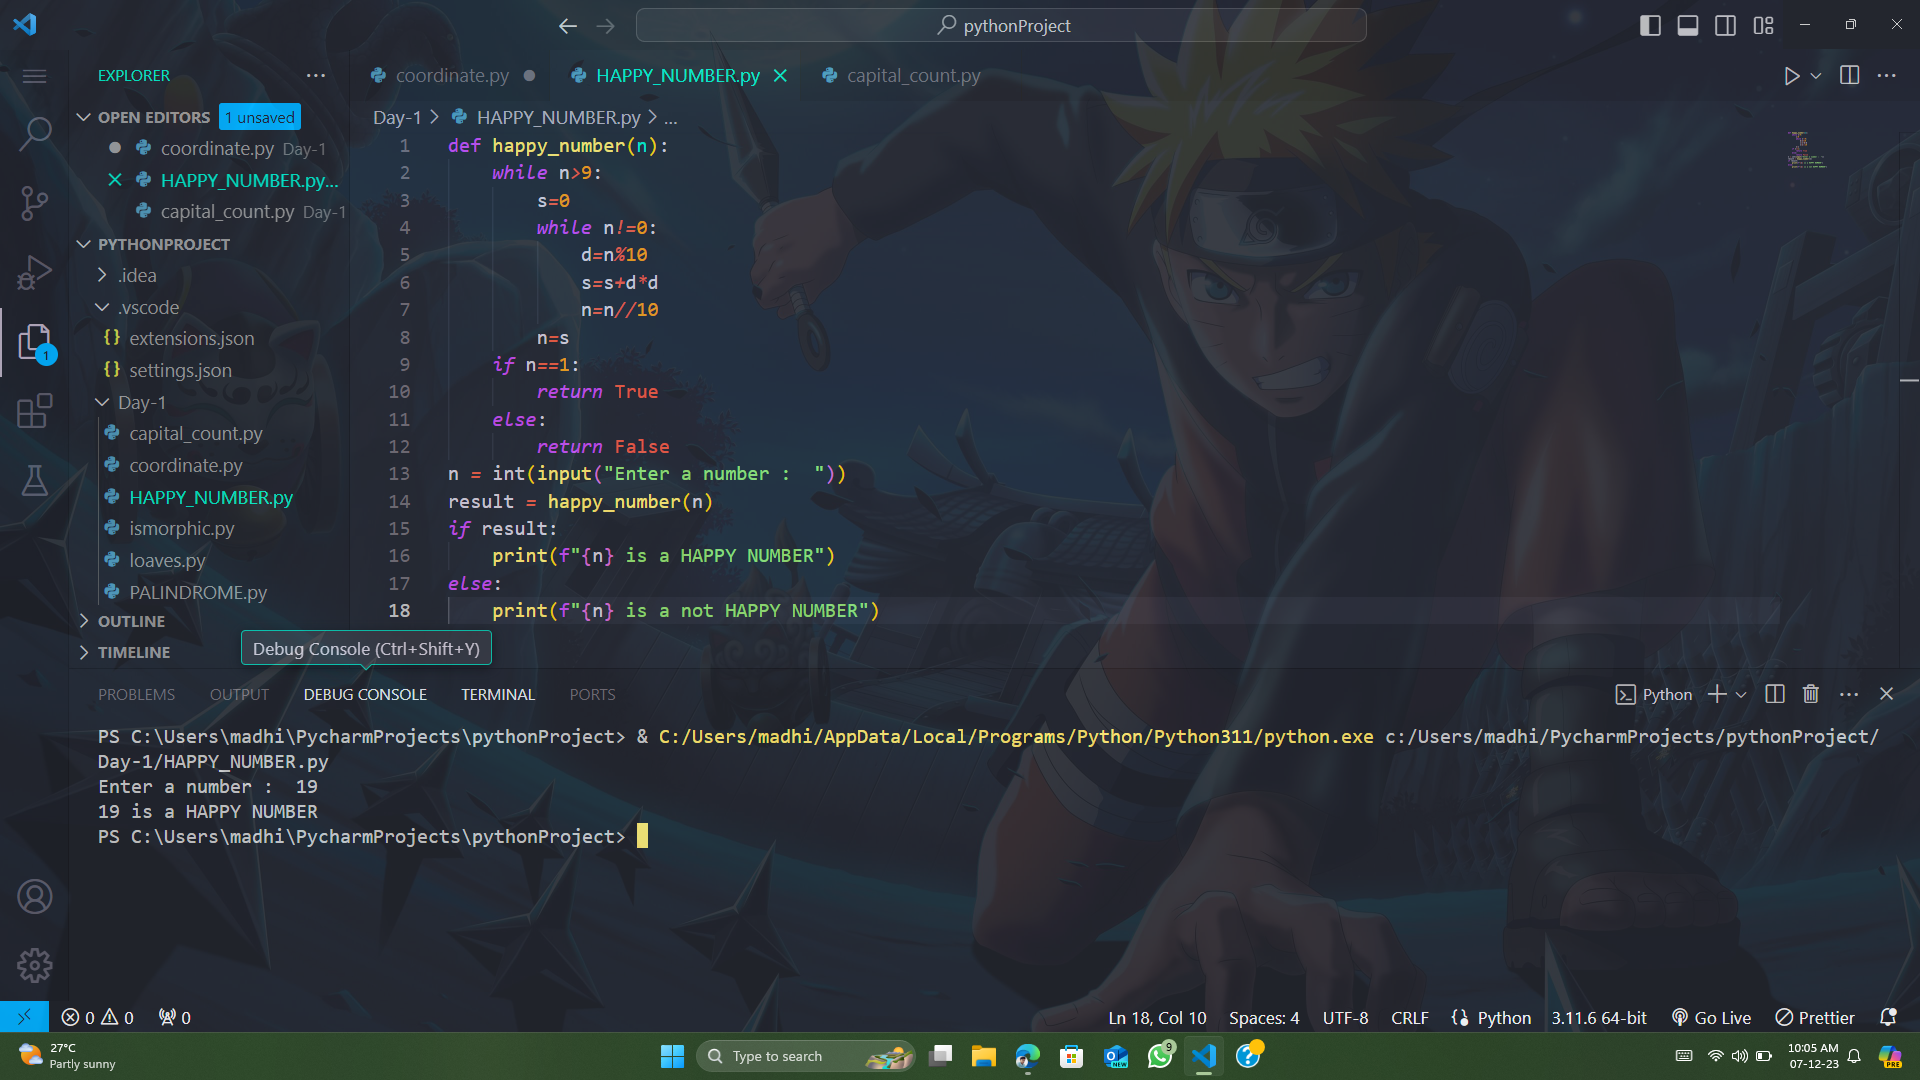 pythonProject
EXPLORER
coordinate.py
HAPPY_NUMBER.py
capital_count.py
OPEN EDITORS 1 unsaved
coordinate.py Day-1
HAPPY_NUMBER.py...
capital_count.py Day-1
PYTHONPROJECT
.idea
.vscode
{} extensions.json
{} settings.json
Day-1
capital_count.py
coordinate.py
HAPPY_NUMBER.py
ismorphic.py
loaves.py
PALINDROME.py
OUTLINE
TIMELINE
1
Day-1 > HAPPY_NUMBER.py > ...
1 def happy_number(n):
2 while n>9:
3 s=0
4 while n!=0:
5 d=n%10
6 s=s+d*d
7 n=n//10
8 n=s
9 if n==1:
10 return True
11 else:
12 return False
13 n = int(input("Enter a number :  "))
14 result = happy_number(n)
15 if result:
16 print(f"{n} is a HAPPY NUMBER")
17 else:
18 print(f"{n} is a not HAPPY NUMBER")
Debug Console (Ctrl+Shift+Y)
PROBLEMS OUTPUT DEBUG CONSOLE TERMINAL PORTS
Python
PS C:\Users\madhi\PycharmProjects\pythonProject> & C:/Users/madhi/AppData/Local/Programs/Python/Python311/python.exe c:/Users/madhi/PycharmProjects/pythonProject/
Day-1/HAPPY_NUMBER.py
Enter a number :  19
19 is a HAPPY NUMBER
PS C:\Users\madhi\PycharmProjects\pythonProject>
0 0 0
Ln 18, Col 10 Spaces: 4 UTF-8 CRLF {} Python 3.11.6 64-bit Go Live Prettier
27°C
Partly sunny
Type to search
NEW
9
PRE
10:05 AM
07-12-23